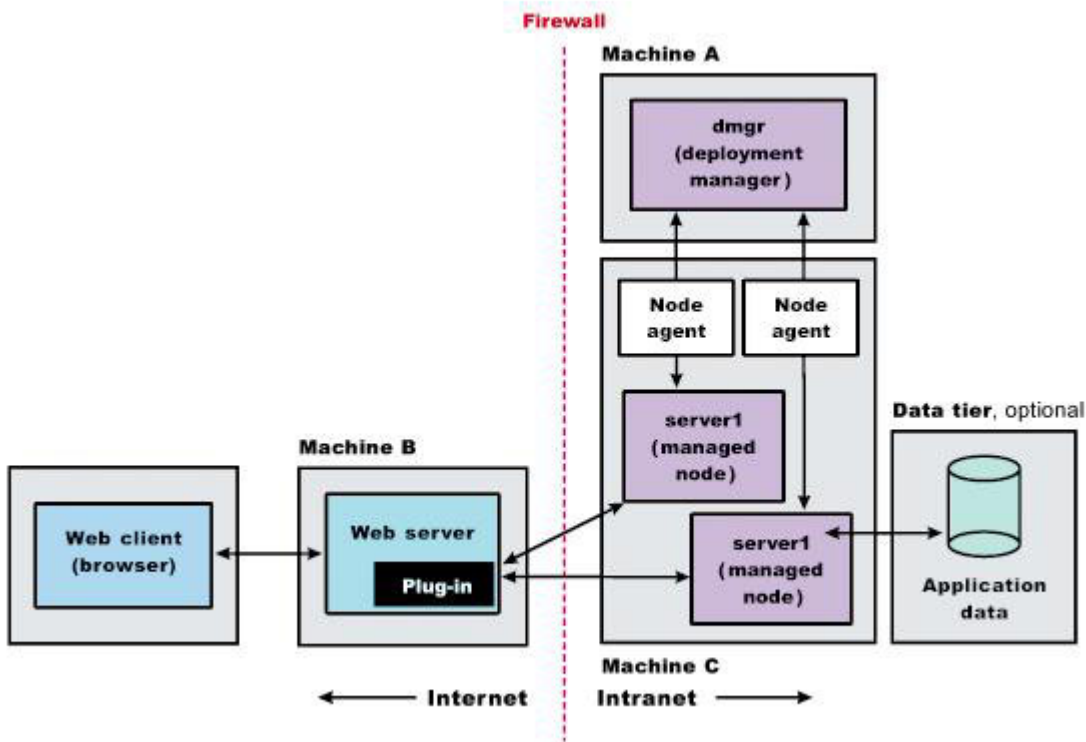 Firewall
Machine A
dmgr
(deployment
manager)
Node
agent
Node
agent
server1
(managed
node)
Data tier, optional
Machine B
Web client
(browser)
Web server
Plug-in
server1
(managed
node)
Application
data
Machine C
Internet
Intranet